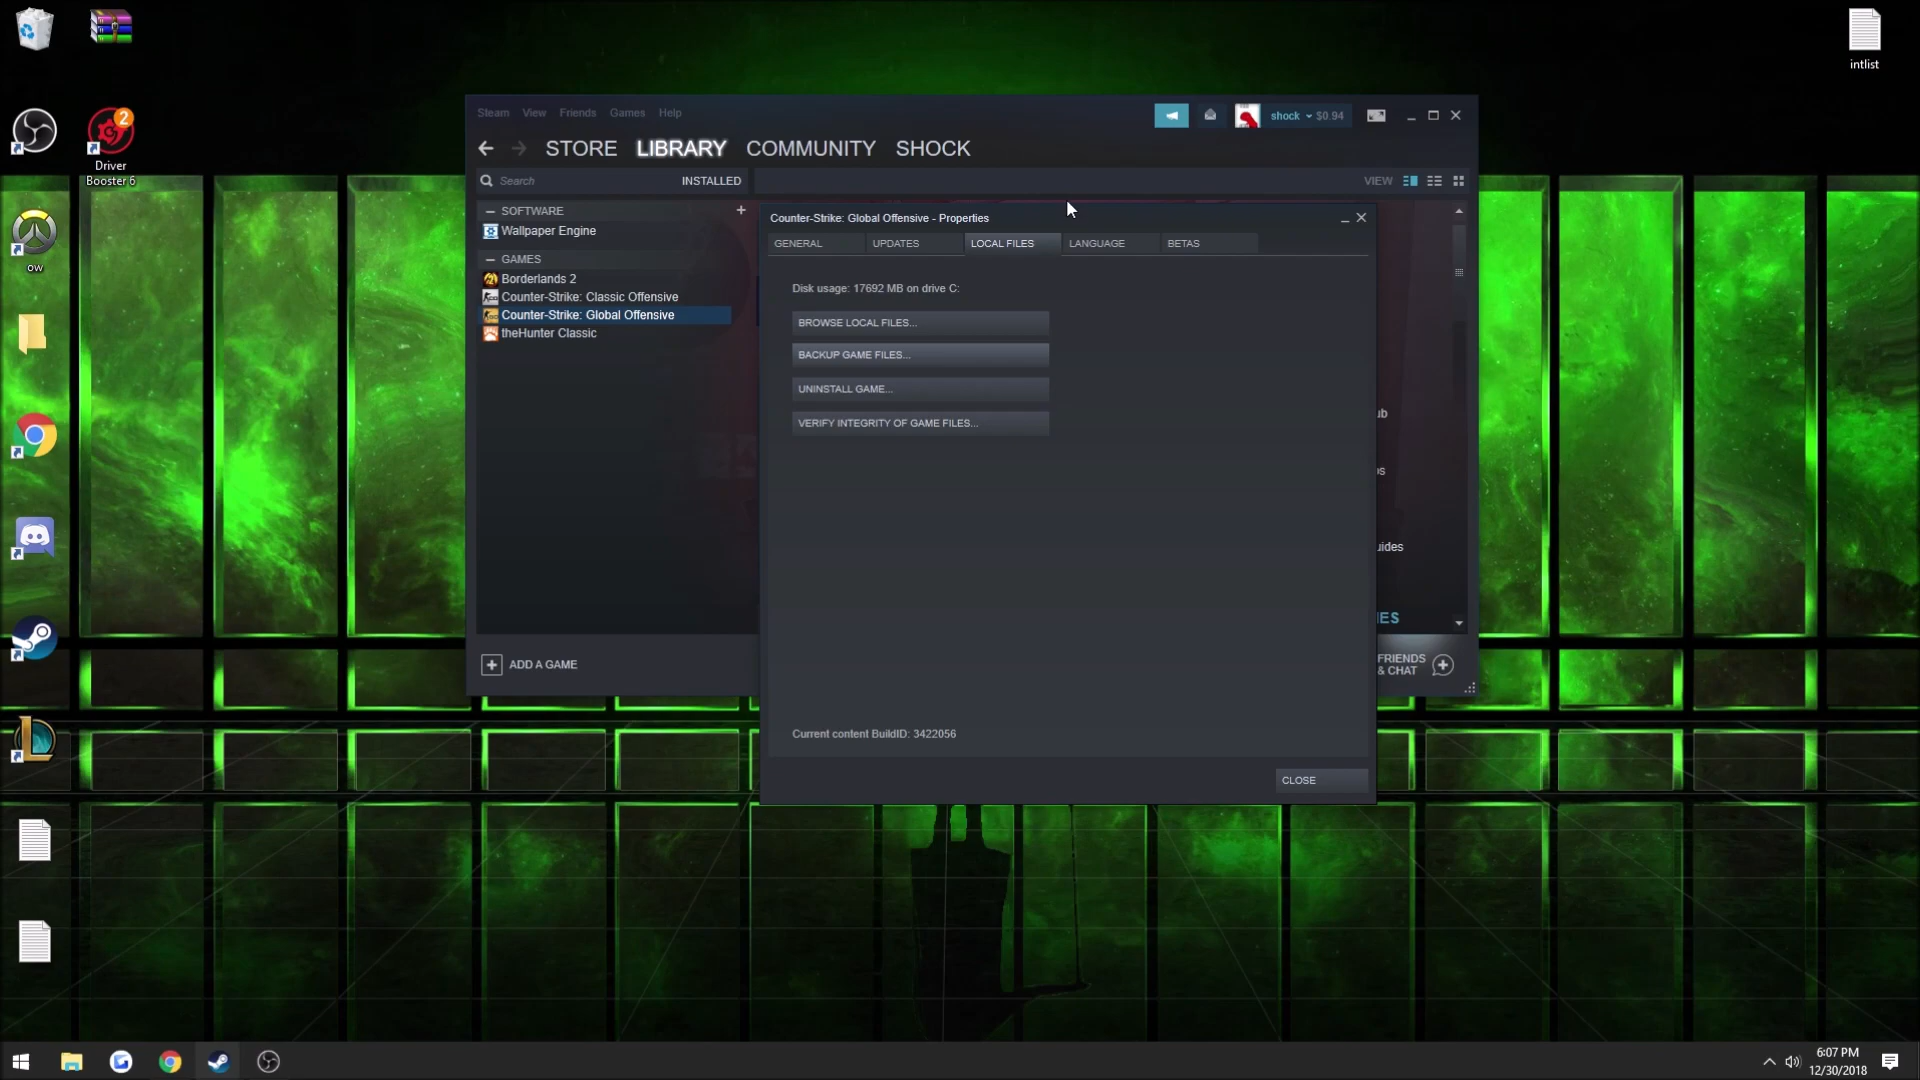 intlist
2
Driver
Booster 6
ow
Steam View Friends Games Help
shock $0.94
STORE LIBRARY COMMUNITY SHOCK
Search INSTALLED
VIEW
SOFTWARE
Wallpaper Engine
GAMES
Borderlands 2
Counter-Strike: Classic Offensive
Counter-Strike: Global Offensive
theHunter Classic
ADD A GAME
Counter-Strike: Global Offensive - Properties
GENERAL UPDATES LOCAL FILES LANGUAGE BETAS
Disk usage: 17692 MB on drive C:
BROWSE LOCAL FILES...
BACKUP GAME FILES...
UNINSTALL GAME...
VERIFY INTEGRITY OF GAME FILES...
Current content BuildID: 3422056
CLOSE
ub
os
uides
IES
FRIENDS
& CHAT
6:07 PM
12/30/2018